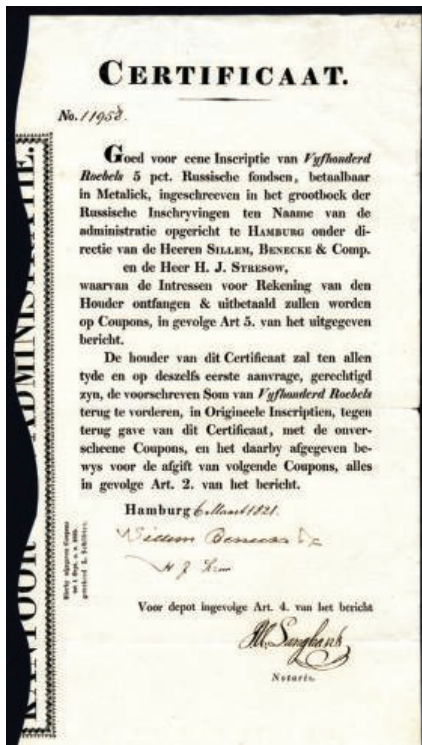 CERTIFICAAT.
No. 11958
Goed voor eene Inscriptie van Vyfhonderd
Roebels 5 pct. Russische fondsen, betaalbaar
in Metalick, ingeschreeven in het grootboek der
Russische Inschryvingen ten Naame van de
administratie opgericht te HAMBURG onder di-
rectie van de Heeren SILLEM, BENECKE & Comp.
en de Heer H. J. STRESOW,
waarvan de Intressen voor Rekening van den
Houder ontfangen & uitbetaald zullen worden
op Coupons, in gevolge Art 5. van het uitgegeven
bericht.
De houder van dit Certificaat zal ten allen
tyde en op deszelfs eerste aanvrage, gerechtigd
zyn, de voorschreven Som van Vyfhonderd Roebels
terug te vorderen, in Origineele Inscriptien, tegen
terug gave van dit Certificaat, met de onver-
scheene Coupons, en het daarby afgegeven be-
wys voor de afgift van volgende Coupons, alles
in gevolge Art. 2. van het bericht.
Hamburg 6 Maart 1821.
Sillem Benecke &
H J
Voor depot ingevolge Art. 4. van het bericht
Notaris.
KANTOOR ADMINISTRATIE.
Hierby afgegeven Coupons